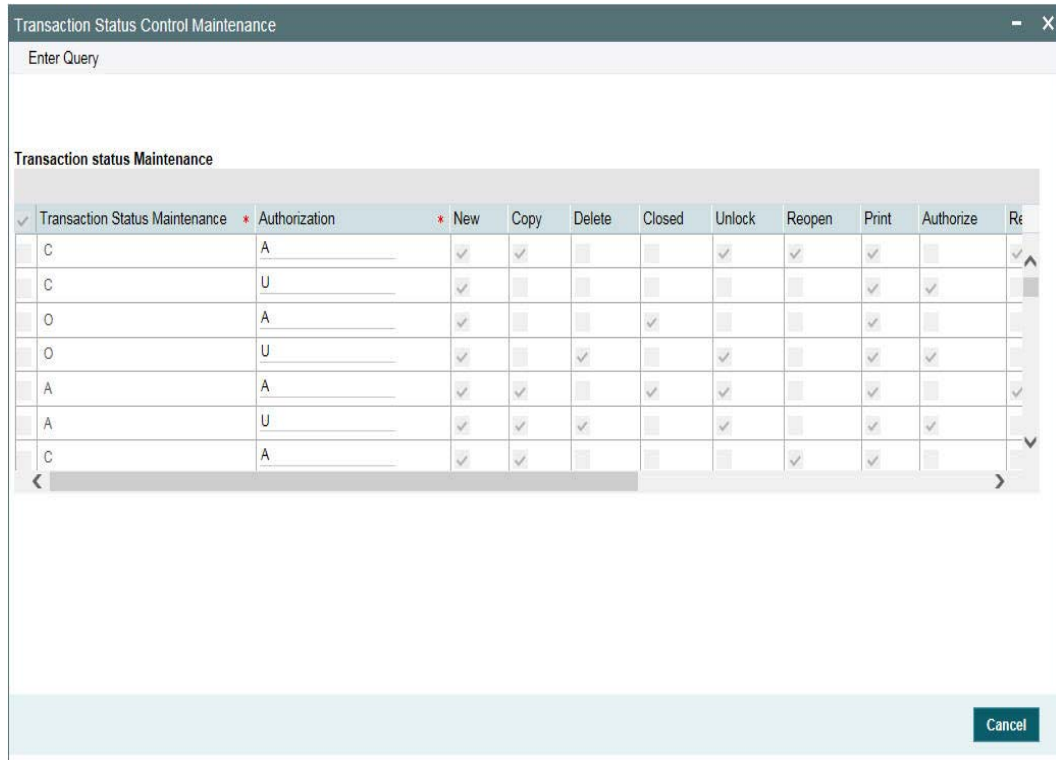 Transaction Status Control Maintenance
Enter Query
Transaction status Maintenance
Transaction Status Maintenance * Authorization * New Copy Delete Closed Unlock Reopen Print Authorize Re
C A
C U
O A
O U
A A
A U
C A
Cancel